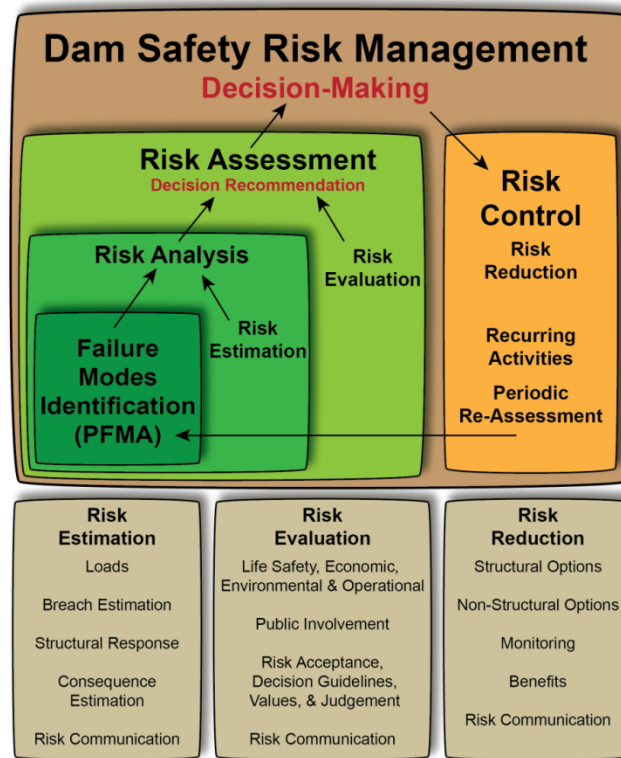 Dam Safety Risk Management
Decision-Making
Risk Assessment
Decision Recommendation
Risk Analysis
Risk
Evaluation
Risk
Estimation
Failure
Modes
Identification
(PFMA)
Risk
Control
Risk
Reduction
Recurring
Activities
Periodic
Re-Assessment
Risk
Estimation
Loads
Breach Estimation
Structural Response
Consequence
Estimation
Risk Communication
Risk
Evaluation
Life Safety, Economic,
Environmental & Operational
Public Involvement
Risk Acceptance,
Decision Guidelines,
Values, & Judgement
Risk Communication
Risk
Reduction
Structural Options
Non-Structural Options
Monitoring
Benefits
Risk Communication